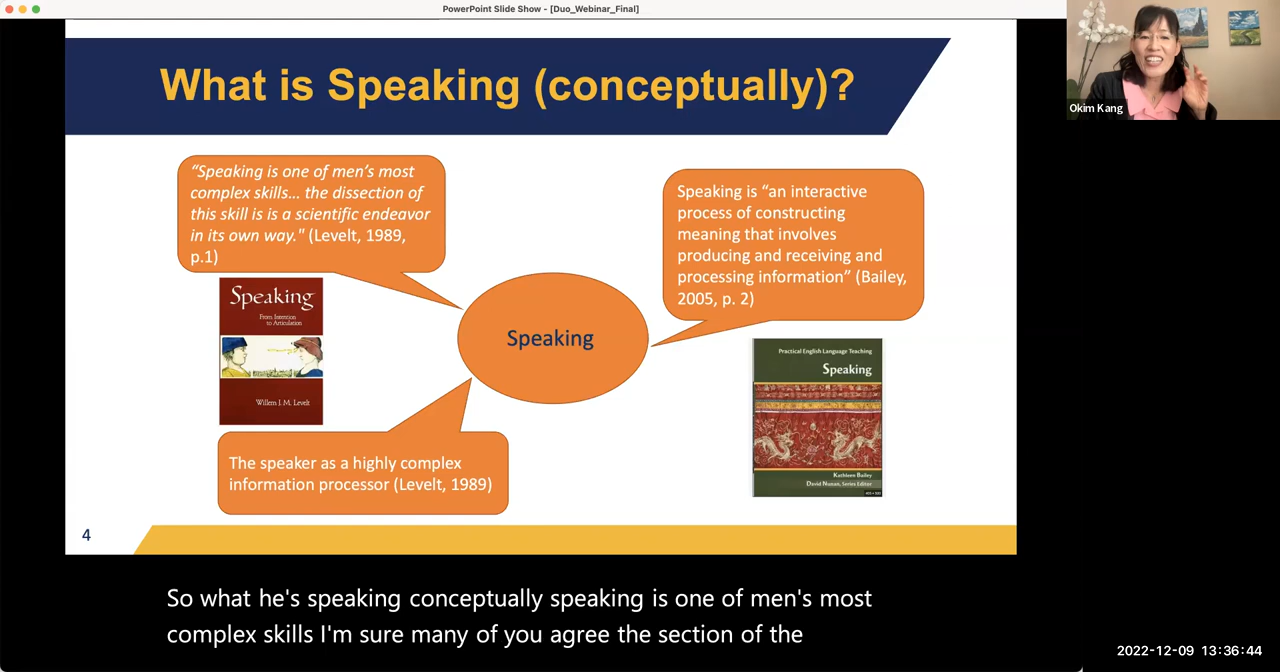 PowerPoint Slide Show - [Duo_Webinar_Final]
Okim Kang
What is Speaking (conceptually)?
“Speaking is one of men’s most
complex skills... the dissection of
this skill is is a scientific endeavor
in its own way." (Levelt, 1989,
p.1)
Speaking is “an interactive
process of constructing
meaning that involves
producing and receiving and
processing information” (Bailey,
2005, p. 2)
Speaking
From Intention
to Articulation
Willem J. M. Levelt
Speaking
Practical English Language Teaching
Speaking
Kathleen Bailey
David Nunan, Series Editor
The speaker as a highly complex
information processor (Levelt, 1989)
4
So what he's speaking conceptually speaking is one of men's most
complex skills I'm sure many of you agree the section of the
2022-12-09 13:36:44